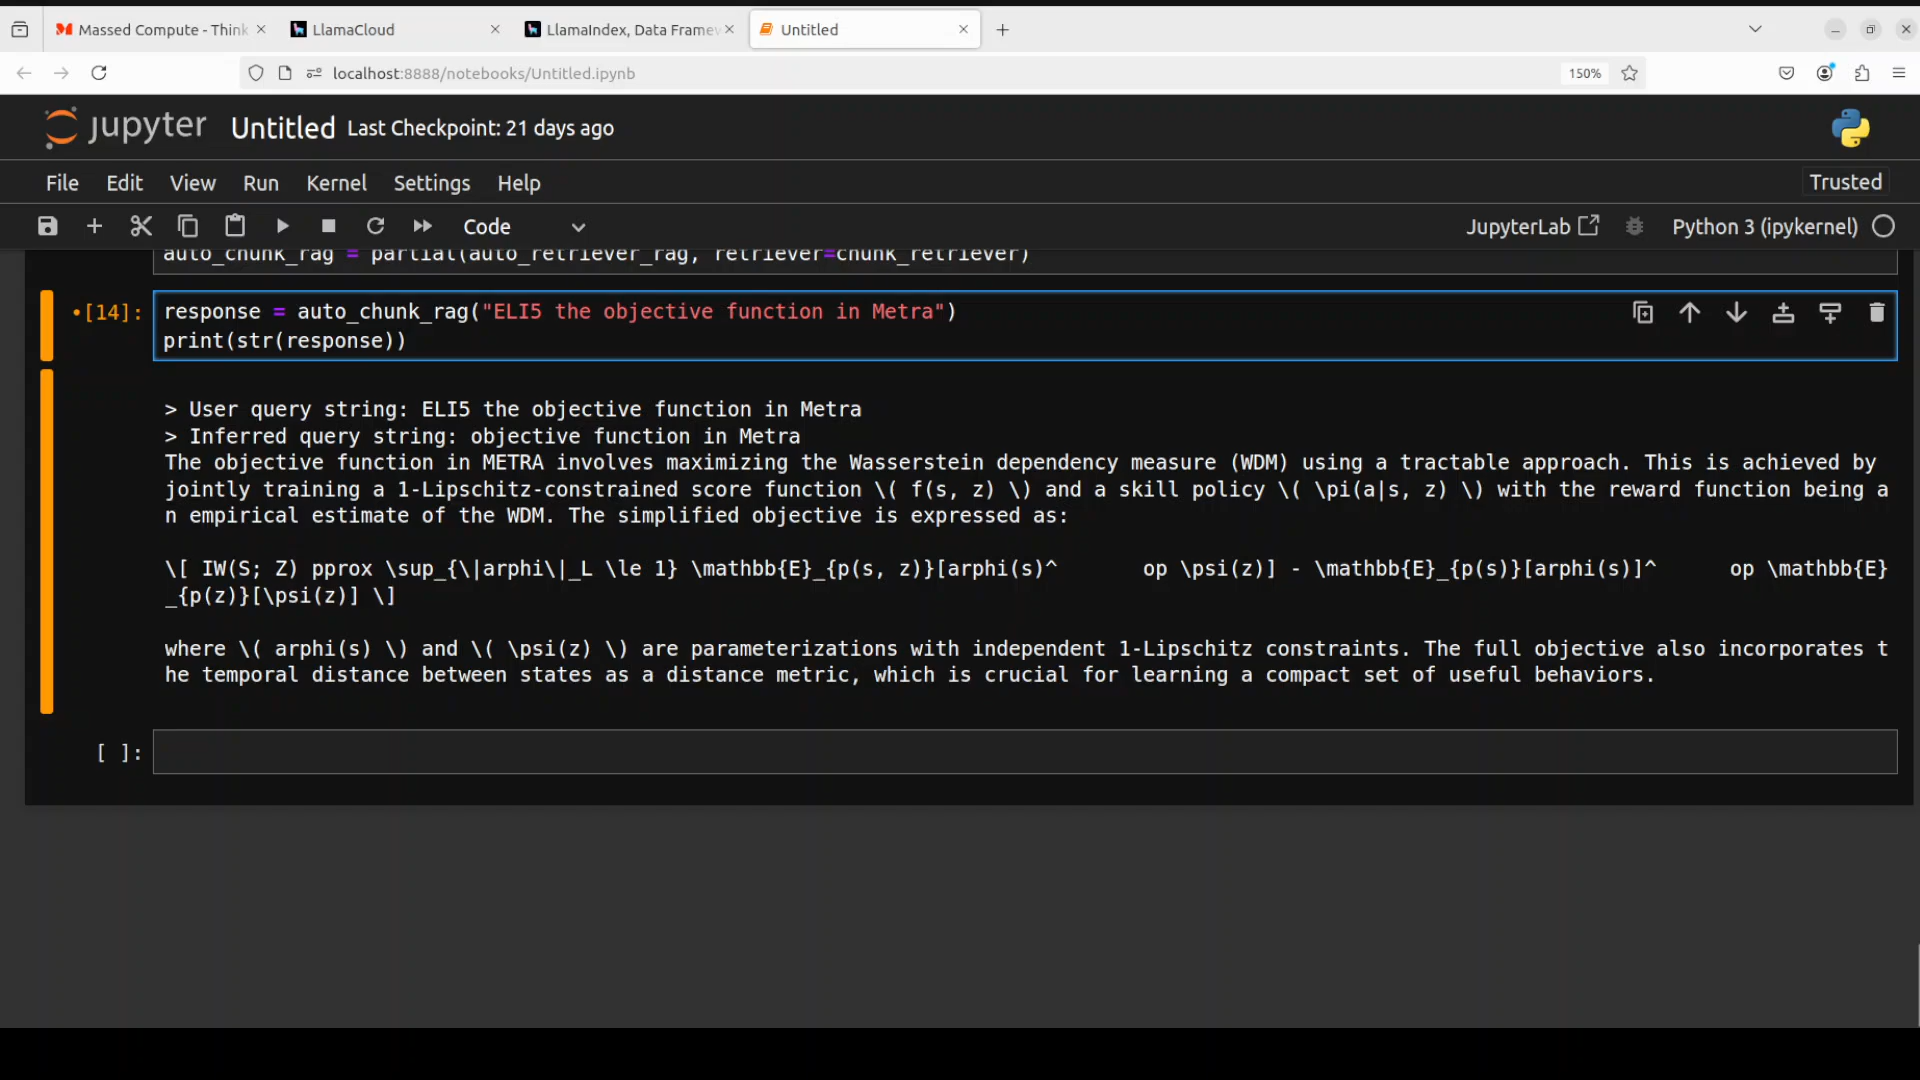 Massed Compute - Think
LlamaCloud
LlamaIndex, Data Framew
Untitled
localhost:8888/notebooks/Untitled.ipynb
150%
jupyter Untitled Last Checkpoint: 21 days ago
File Edit View Run Kernel Settings Help
Trusted
Code
JupyterLab
Python 3 (ipykernel)
auto_chunk_rag = partial(auto_retriever_rag, retriever=chunk_retriever)
•[14]:
response = auto_chunk_rag("ELI5 the objective function in Metra")
print(str(response))
> User query string: ELI5 the objective function in Metra
> Inferred query string: objective function in Metra
The objective function in METRA involves maximizing the Wasserstein dependency measure (WDM) using a tractable approach. This is achieved by
jointly training a 1-Lipschitz-constrained score function \( f(s, z) \) and a skill policy \( \pi(a|s, z) \) with the reward function being a
n empirical estimate of the WDM. The simplified objective is expressed as:
\[ IW(S; Z) pprox \sup_{\|arphi\|_L \le 1} \mathbb{E}_{p(s, z)}[arphi(s)^       op \psi(z)] - \mathbb{E}_{p(s)}[arphi(s)]^      op \mathbb{E}
_{p(z)}[\psi(z)] \]
where \( arphi(s) \) and \( \psi(z) \) are parameterizations with independent 1-Lipschitz constraints. The full objective also incorporates t
he temporal distance between states as a distance metric, which is crucial for learning a compact set of useful behaviors.
[ ]: